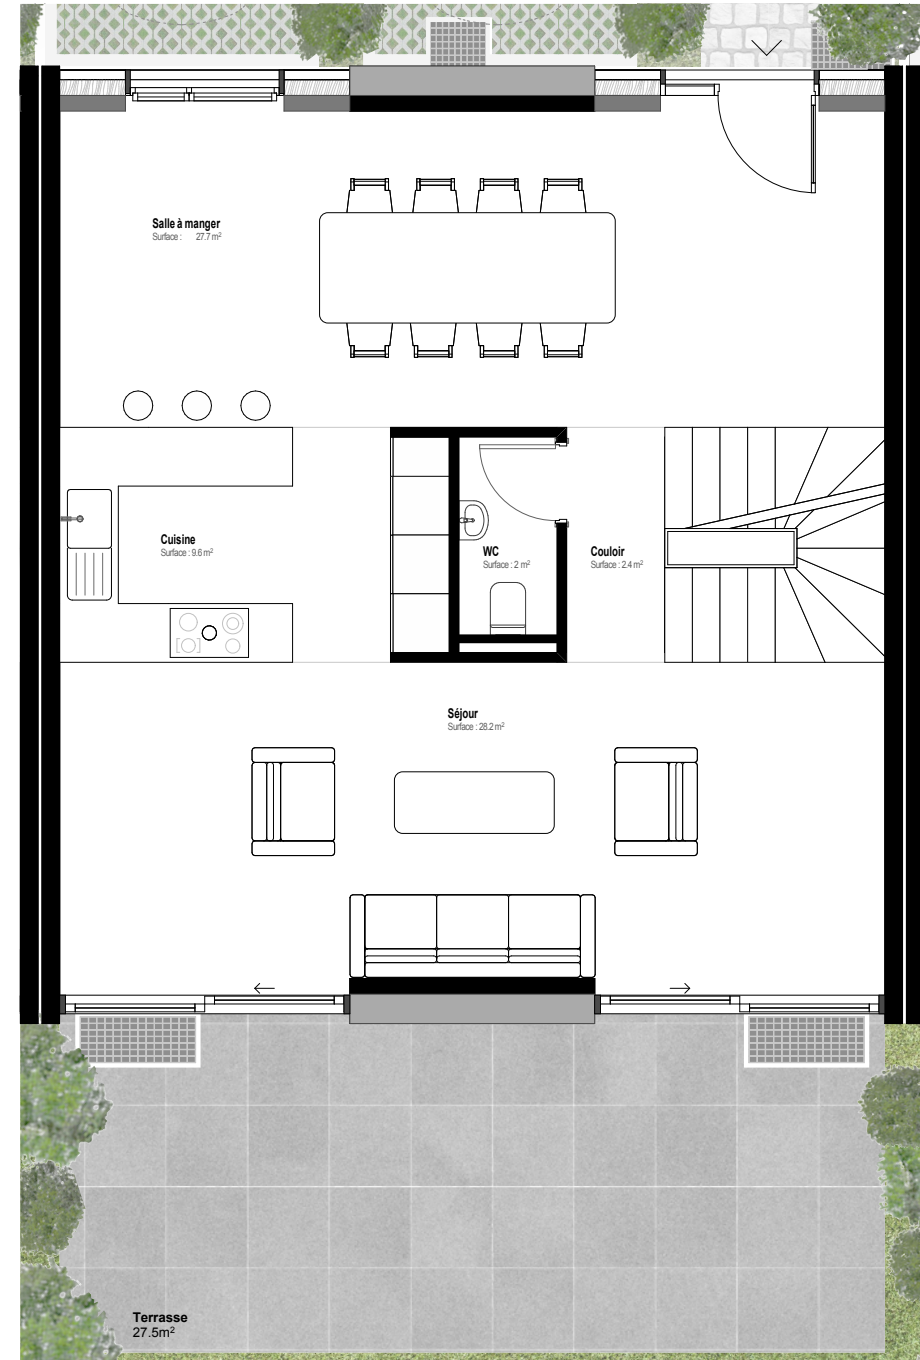 Salle à manger
Surface : 27.7 m²
Cuisine
Surface : 9.6 m²
WC
Surface : 2 m²
Couloir
Surface : 2.4 m²
Séjour
Surface : 28.2 m²
Terrasse
27.5m²